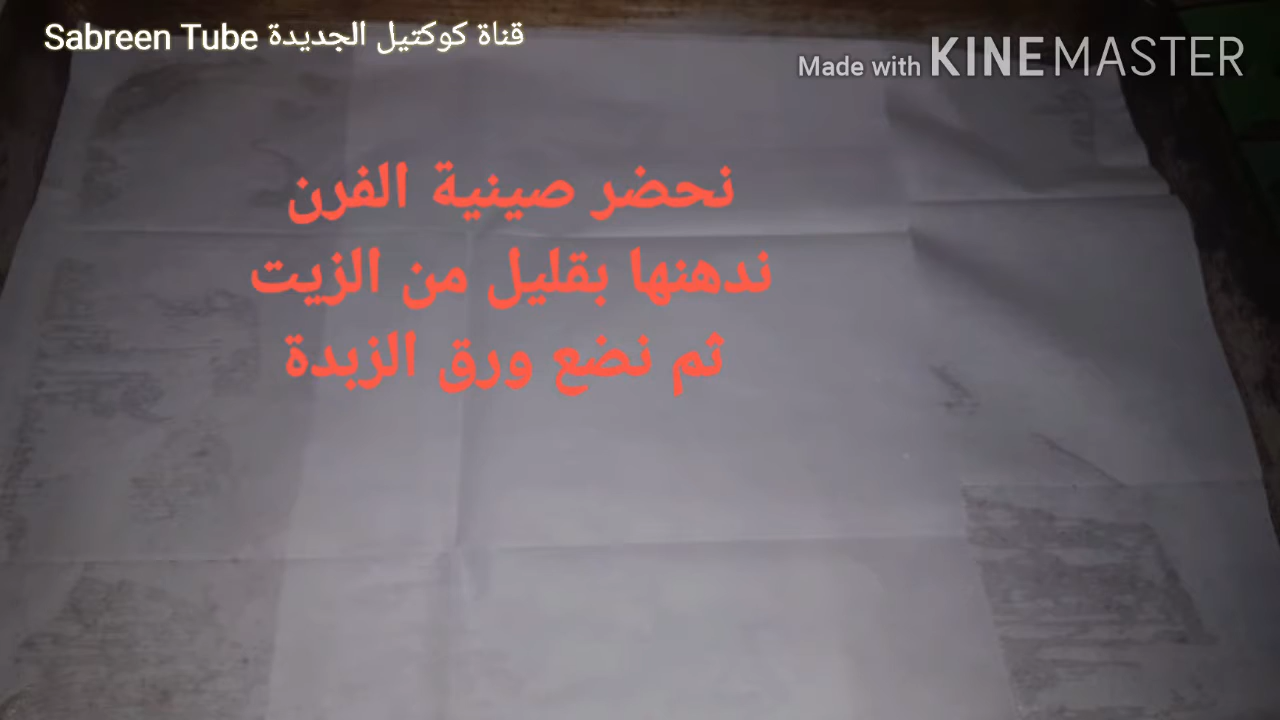 Sabreen Tube قناة كوكتيل الجديدة
Made with KINEMASTER
نحضر صينية الفرن
ندهنها بقليل من الزيت
ثم نضع ورق الزبدة